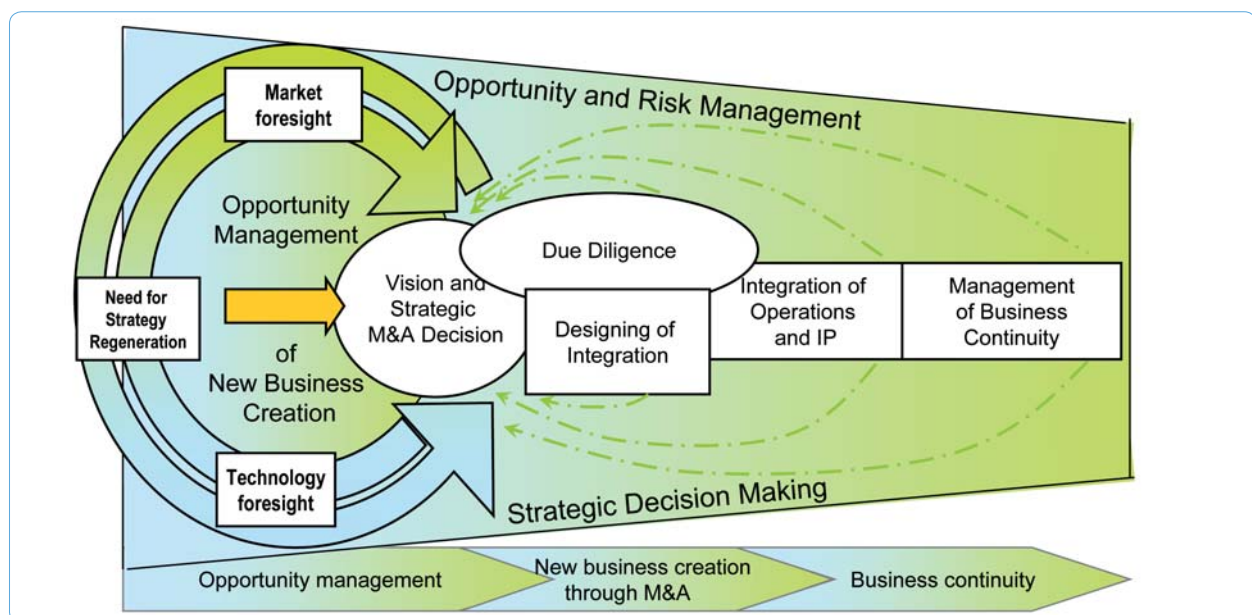 Opportunity and Risk Management
Market
foresight
Opportunity
Management
of
New Business
Creation
Need for
Strategy
Regeneration
Technology
foresight
Vision and
Strategic
M&A Decision
Due Diligence
Designing of
Integration
Integration of
Operations
and IP
Management
of Business
Continuity
Strategic Decision Making
Opportunity management
New business creation
through M&A
Business continuity